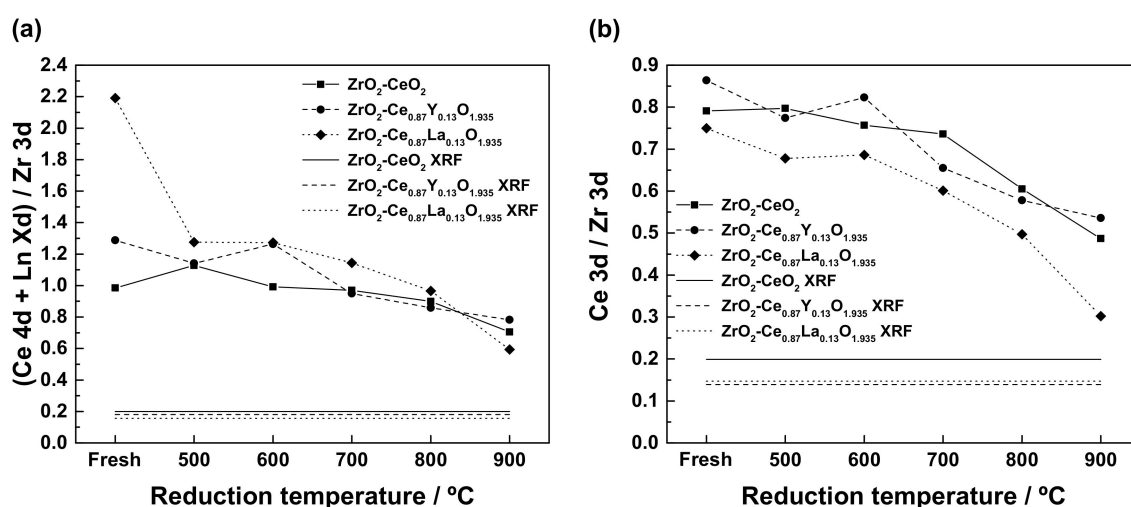 (a)
(Ce 4d + Ln Xd) / Zr 3d
2.4
2.2
2.0
1.8
1.6
1.4
1.2
1.0
0.8
0.6
0.4
0.2
0.0
ZrO₂-CeO₂
ZrO₂-Ce₀.₈₇Y₀.₁₃O₁.₉₃₅
ZrO₂-Ce₀.₈₇La₀.₁₃O₁.₉₃₅
ZrO₂-CeO₂ XRF
ZrO₂-Ce₀.₈₇Y₀.₁₃O₁.₉₃₅ XRF
ZrO₂-Ce₀.₈₇La₀.₁₃O₁.₉₃₅ XRF
Fresh 500 600 700 800 900
Reduction temperature / ºC
(b)
Ce 3d / Zr 3d
0.9
0.8
0.7
0.6
0.5
0.4
0.3
0.2
0.1
0.0
ZrO₂-CeO₂
ZrO₂-Ce₀.₈₇Y₀.₁₃O₁.₉₃₅
ZrO₂-Ce₀.₈₇La₀.₁₃O₁.₉₃₅
ZrO₂-CeO₂ XRF
ZrO₂-Ce₀.₈₇Y₀.₁₃O₁.₉₃₅ XRF
ZrO₂-Ce₀.₈₇La₀.₁₃O₁.₉₃₅ XRF
Fresh 500 600 700 800 900
Reduction temperature / ºC